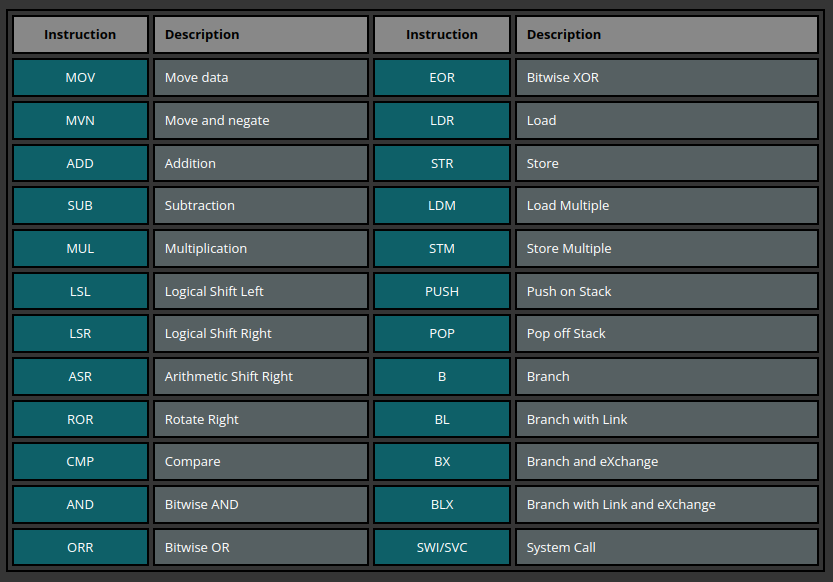 Instruction Description Instruction Description
MOV Move data EOR Bitwise XOR
MVN Move and negate LDR Load
ADD Addition STR Store
SUB Subtraction LDM Load Multiple
MUL Multiplication STM Store Multiple
LSL Logical Shift Left PUSH Push on Stack
LSR Logical Shift Right POP Pop off Stack
ASR Arithmetic Shift Right B Branch
ROR Rotate Right BL Branch with Link
CMP Compare BX Branch and eXchange
AND Bitwise AND BLX Branch with Link and eXchange
ORR Bitwise OR SWI/SVC System Call